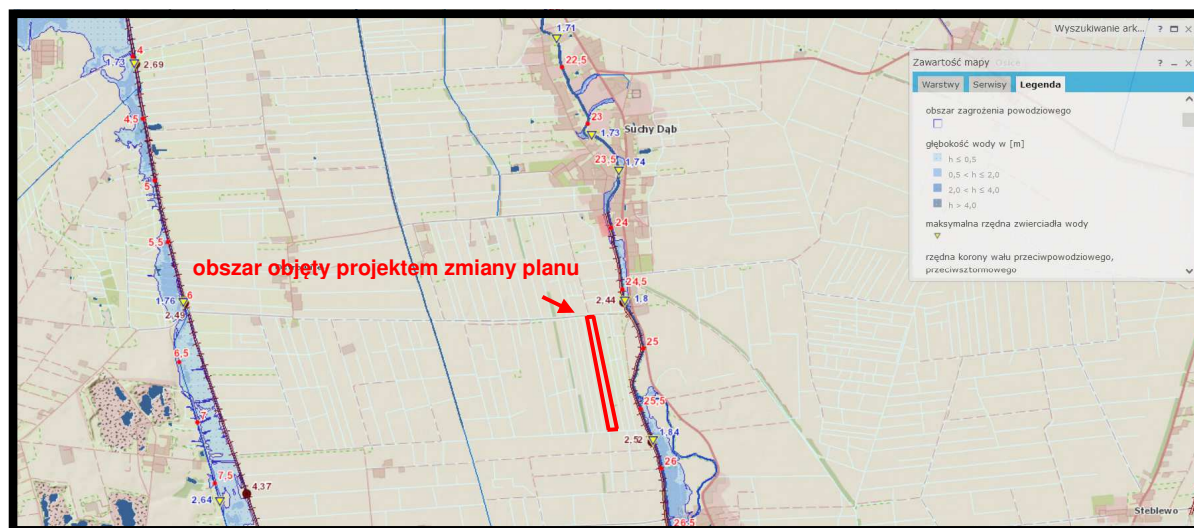 Wyszukiwanie ark...
Zawartość mapy
Warstwy Serwisy Legenda
obszar zagrożenia powodziowego
głębokość wody w [m]
h ≤ 0,5
0,5 < h ≤ 2,0
2,0 < h ≤ 4,0
h > 4,0
maksymalna rzędna zwierciadła wody
rzędna korony wału przeciwpowodziowego,
przeciwsztormowego
1,71
22,5
4
1,73 2,69
4,5
23
1,73
Suchy Dąb
23,5
1,74
5
24
5,5
obszar objęty projektem zmiany planu
24,5
1,76 6
2,44 1,8
2,49
25
6,5
25,5
7
1,84
2,52
26
7,5
4,37
2,64
8
Steblewo
26,5